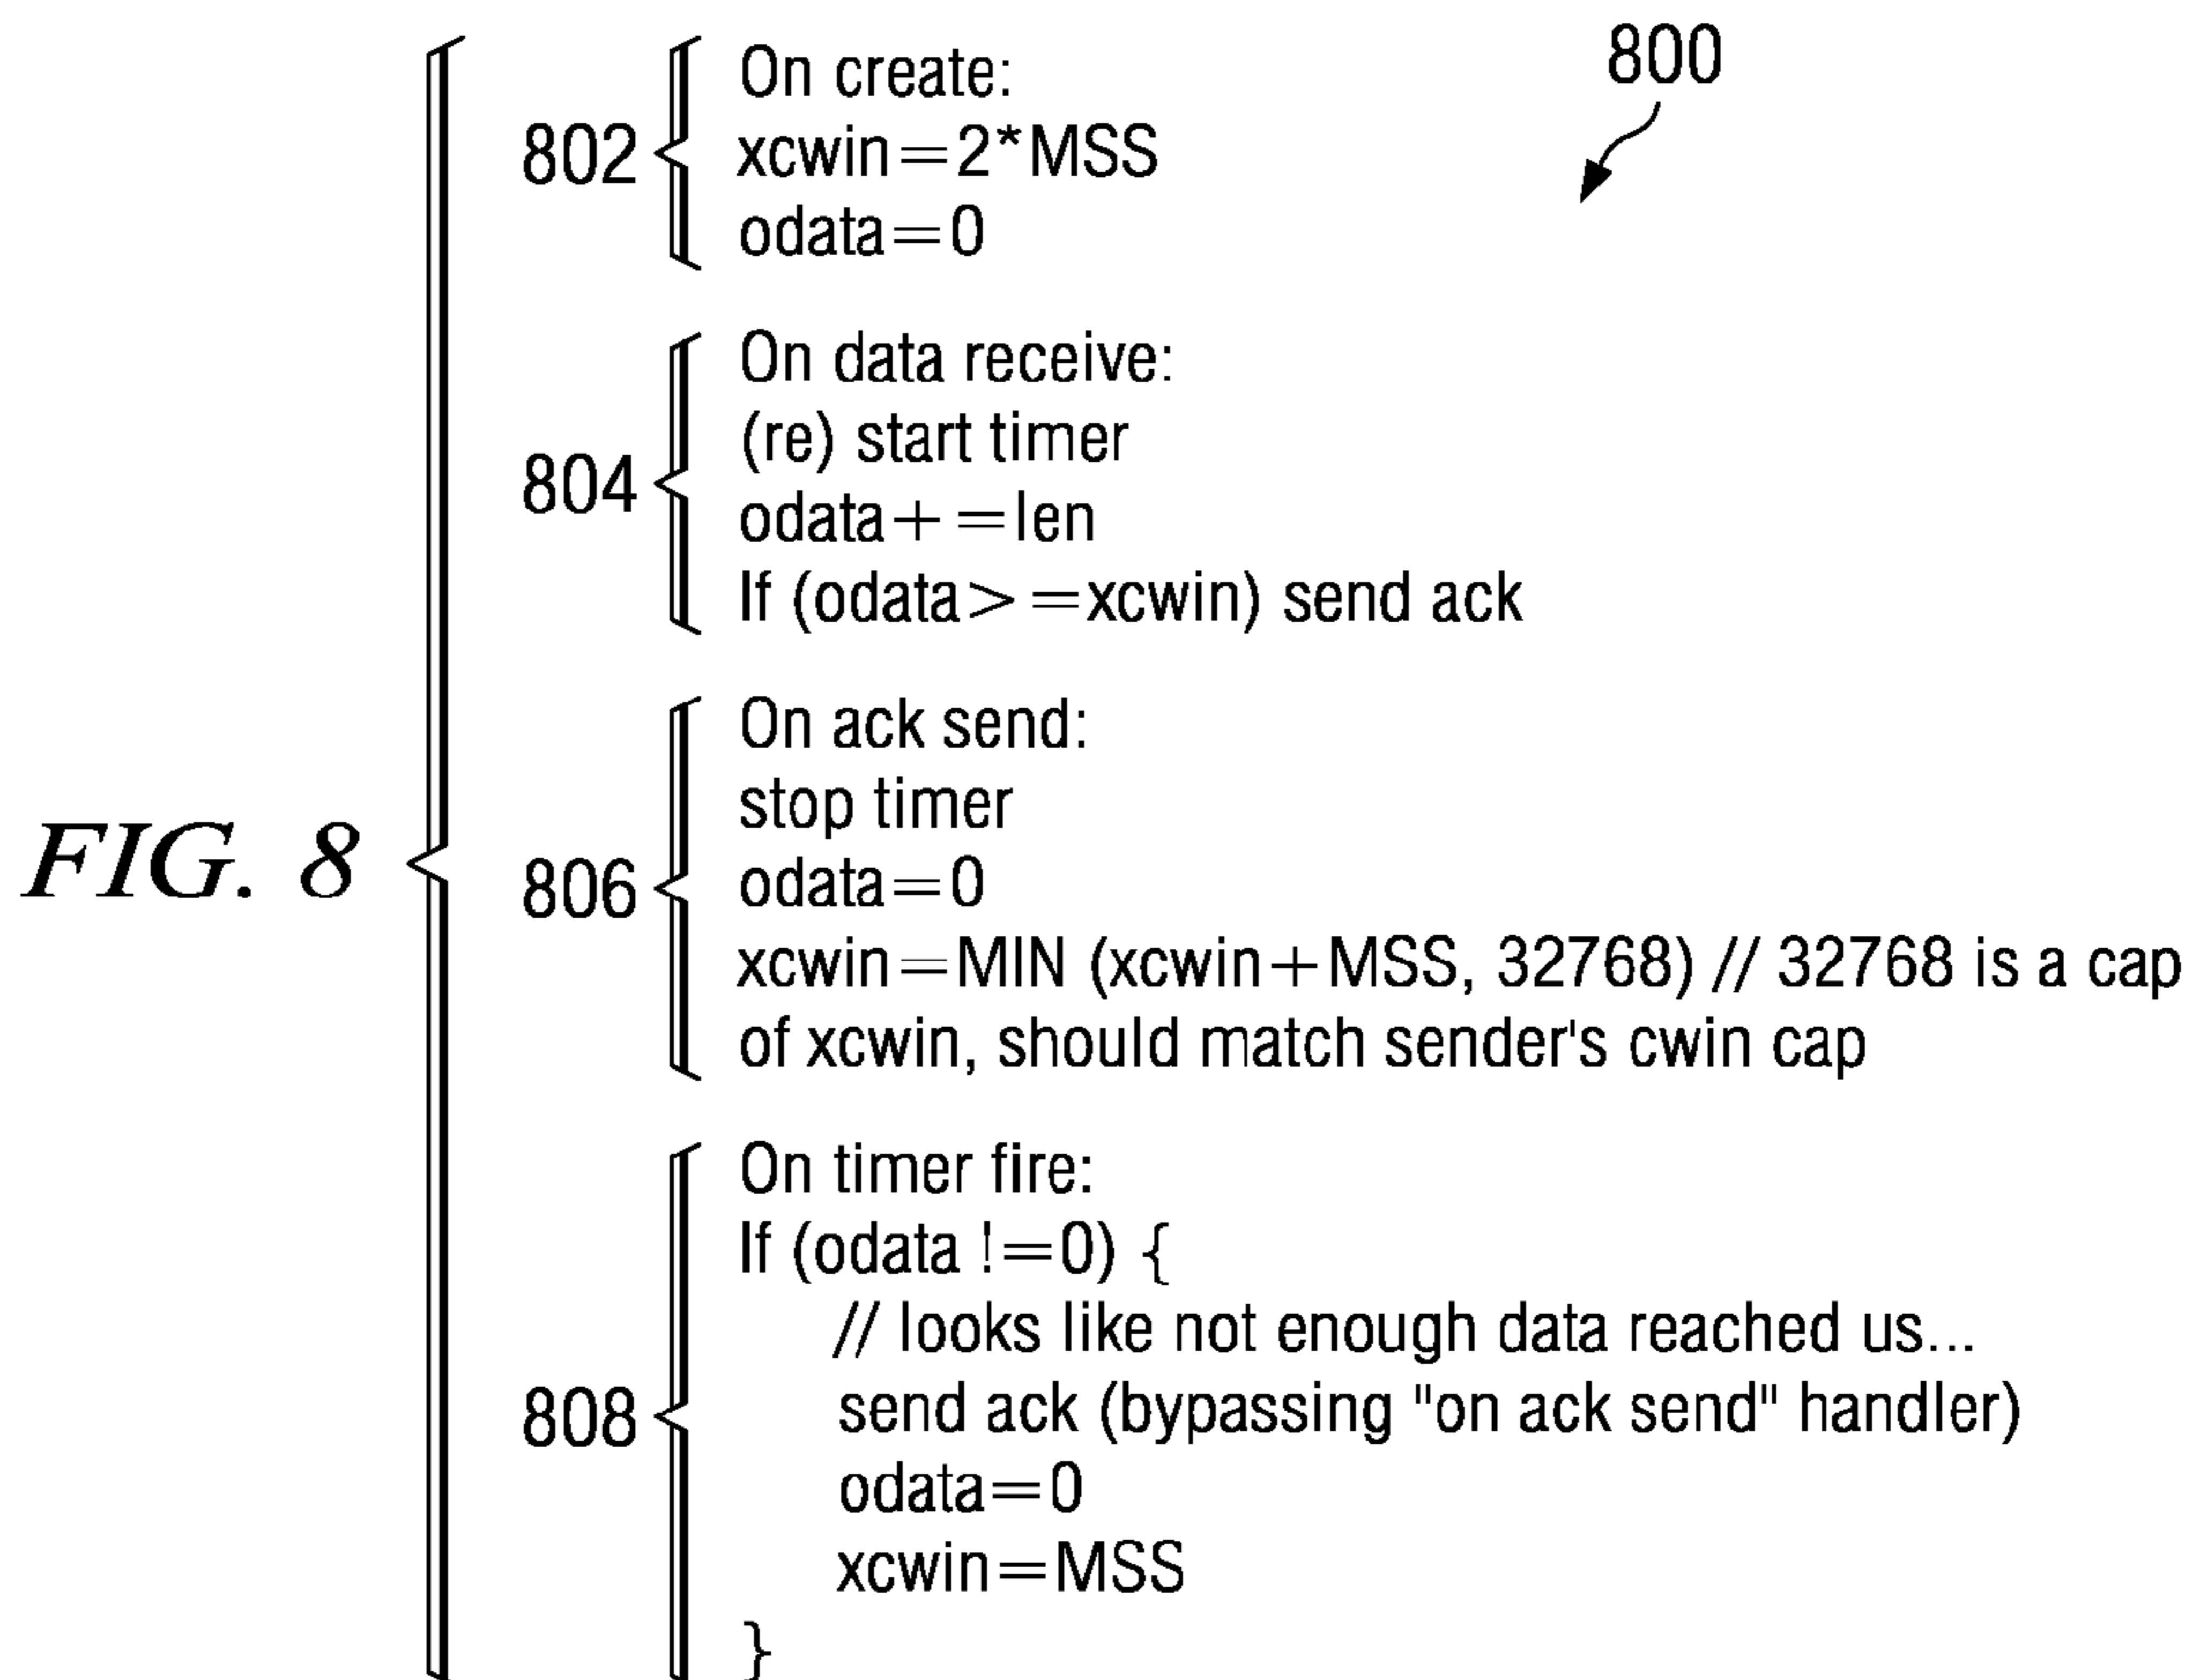 800
On create:
802
xcwin=2*MSS
odata=0
On data receive:
(re) start timer
804
odata+=len
If (odata>=xcwin) send ack
On ack send:
stop timer
FIG. 8
806
odata=0
xcwin=MIN (xcwin+MSS, 32768) // 32768 is a cap
of xcwin, should match sender's cwin cap
On timer fire:
If (odata !=0) {
// looks like not enough data reached us...
808
send ack (bypassing "on ack send" handler)
odata=0
xcwin=MSS
}